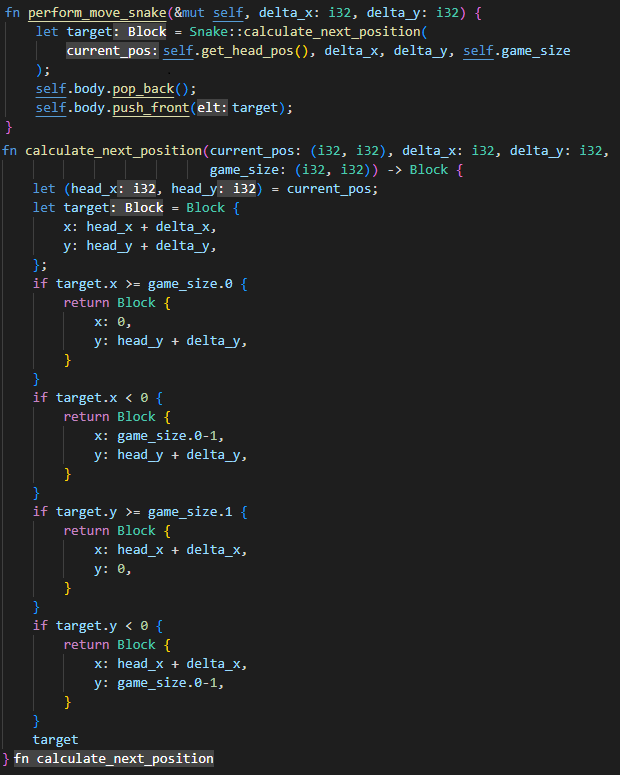 fn perform_move_snake(&mut self, delta_x: i32, delta_y: i32) {
    let target: Block = Snake::calculate_next_position(
        current_pos: self.get_head_pos(), delta_x, delta_y, self.game_size
    );
    self.body.pop_back();
    self.body.push_front(elt: target);
}
fn calculate_next_position(current_pos: (i32, i32), delta_x: i32, delta_y: i32,
                           game_size: (i32, i32)) -> Block {
    let (head_x: i32, head_y: i32) = current_pos;
    let target: Block = Block {
        x: head_x + delta_x,
        y: head_y + delta_y,
    };
    if target.x >= game_size.0 {
        return Block {
            x: 0,
            y: head_y + delta_y,
        }
    }
    if target.x < 0 {
        return Block {
            x: game_size.0-1,
            y: head_y + delta_y,
        }
    }
    if target.y >= game_size.1 {
        return Block {
            x: head_x + delta_x,
            y: 0,
        }
    }
    if target.y < 0 {
        return Block {
            x: head_x + delta_x,
            y: game_size.0-1,
        }
    }
    target
} fn calculate_next_position